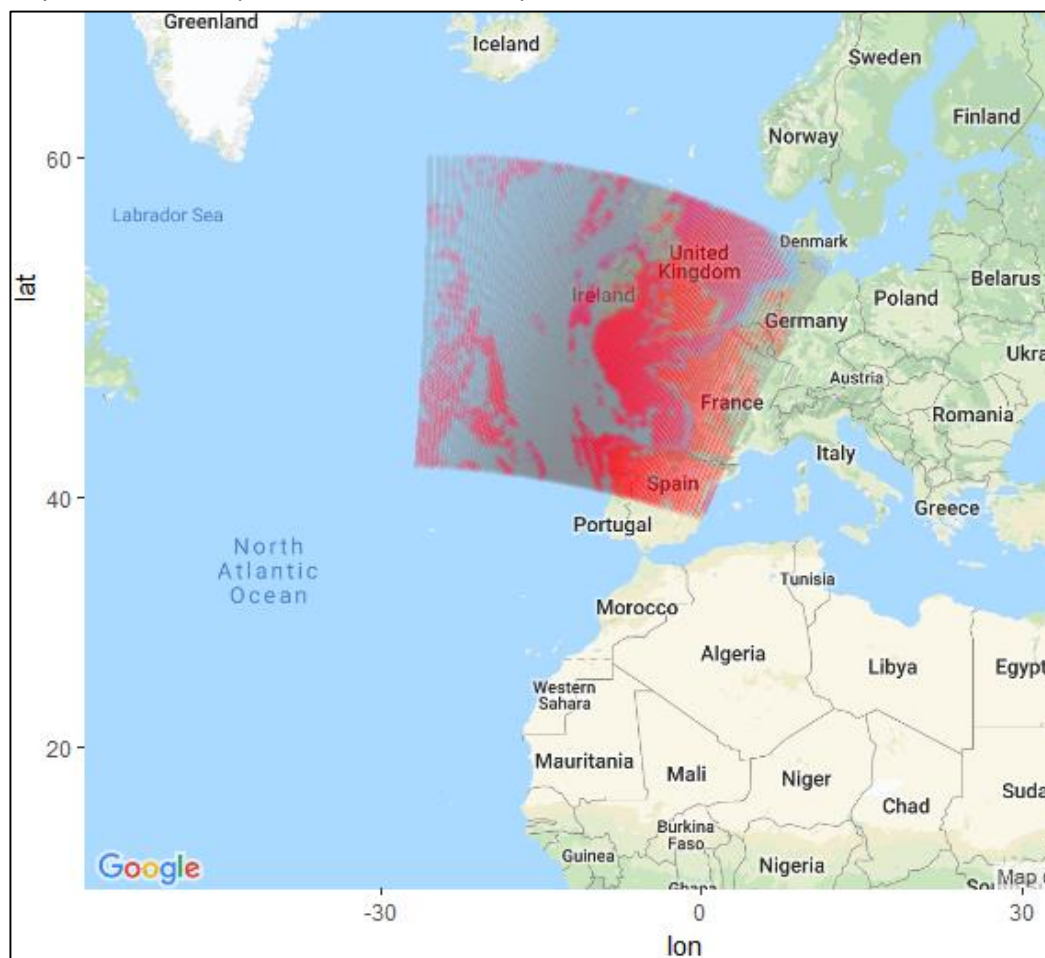 Greenland
Iceland
Sweden
Finland
Norway
60
Labrador Sea
Denmark
United
Kingdom
Belarus
Ireland
Poland
Germany
Ukra
Austria
France
Romania
Italy
Spain
40
Greece
Portugal
North
Atlantic
Ocean
Tunisia
Morocco
Algeria
Libya
Egypt
Western
Sahara
20
Mauritania
Mali
Niger
Chad
Suda
Burkina
Faso
Guinea
Nigeria
Google
Map
-30
0
30
lon
lat